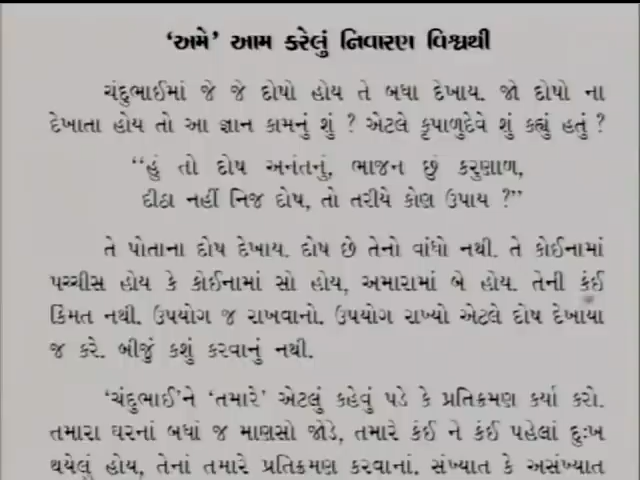 ‘અમે’ આમ કરેલું નિવારણ વિશ્વથી
ચંદુભાઈમાં જે જે દોષો હોય તે બધા દેખાય. જો દોષો ના
દેખાતા હોય તો આ જ્ઞાન કામનું શું ? એટલે કૃપાળુદેવે શું કહ્યું હતું ?
“હું તો દોષ અનંતનું, ભાજન છું કરુણાળ,
દીઠા નહીં નિજ દોષ, તો તરીયે કોણ ઉપાય ?”
તે પોતાના દોષ દેખાય. દોષ છે તેનો વાંધો નથી. તે કોઈનામાં
પચ્ચીસ હોય કે કોઈનામાં સો હોય, અમારામાં બે હોય. તેની કંઈ
કિંમત નથી. ઉપયોગ જ રાખવાનો. ઉપયોગ રાખ્યો એટલે દોષ દેખાયા
જ કરે. બીજું કશું કરવાનું નથી.
‘ચંદુભાઈ’ને ‘તમારે’ એટલું કહેવું પડે કે પ્રતિક્રમણ કર્યા કરો.
તમારા ઘરનાં બધાં જ માણસો જોડે, તમારે કંઈ ને કંઈ પહેલાં દુઃખ
થયેલું હોય, તેનાં તમારે પ્રતિક્રમણ કરવાનાં. સંખ્યાત કે અસંખ્યાત